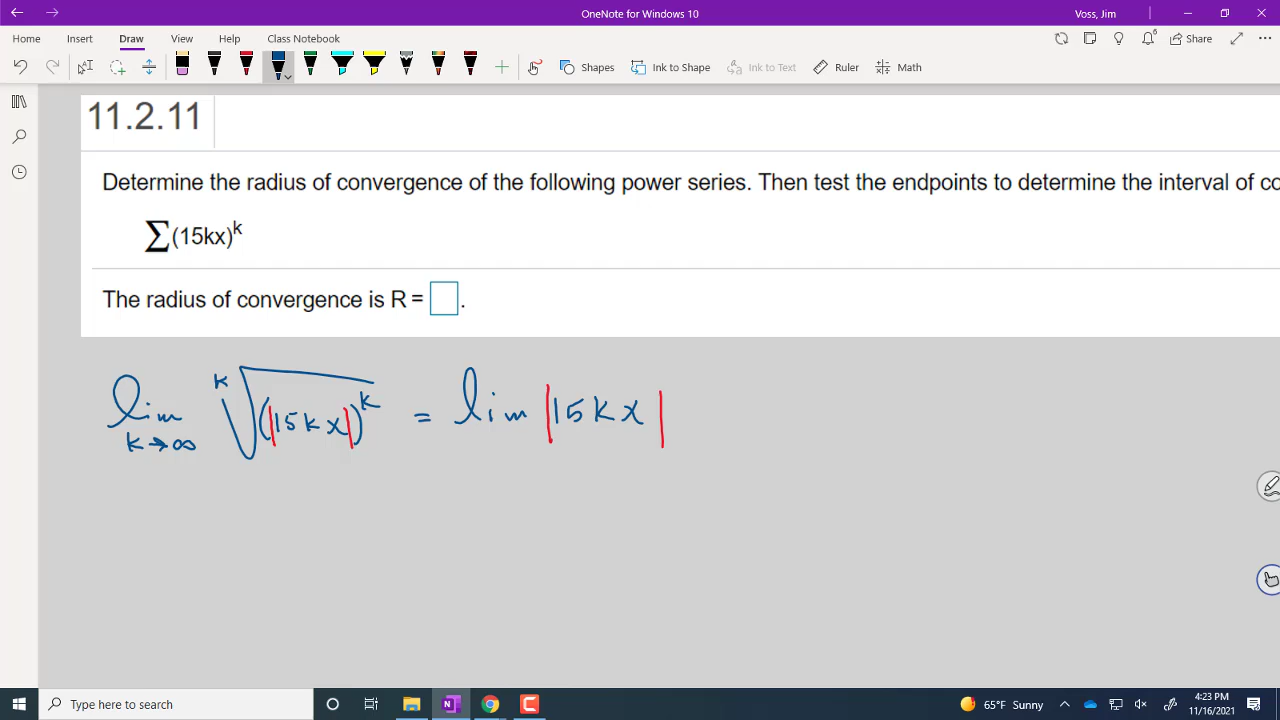 OneNote for Windows 10
Voss, Jim
Home Insert Draw View Help Class Notebook
Share
Shapes Ink to Shape Ink to Text Ruler Math
11.2.11
Determine the radius of convergence of the following power series. Then test the endpoints to determine the interval of co
∑(15kx)^k
The radius of convergence is R = .
lim k→∞ ᵏ√(|15kx|)^k = lim |15kx|
Type here to search
65°F Sunny
4:23 PM
11/16/2021